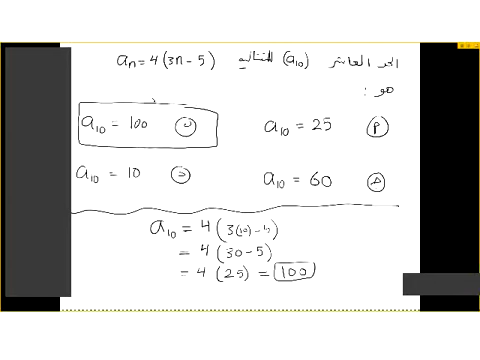 الحد العاشر (a₁₀) للمتتالية aₙ = 4(3n - 5)
هو :
a₁₀ = 25
a₁₀ = 100
a₁₀ = 60
a₁₀ = 10
a₁₀ = 4(3(10) - 5)
= 4(30 - 5)
= 4(25) = 100